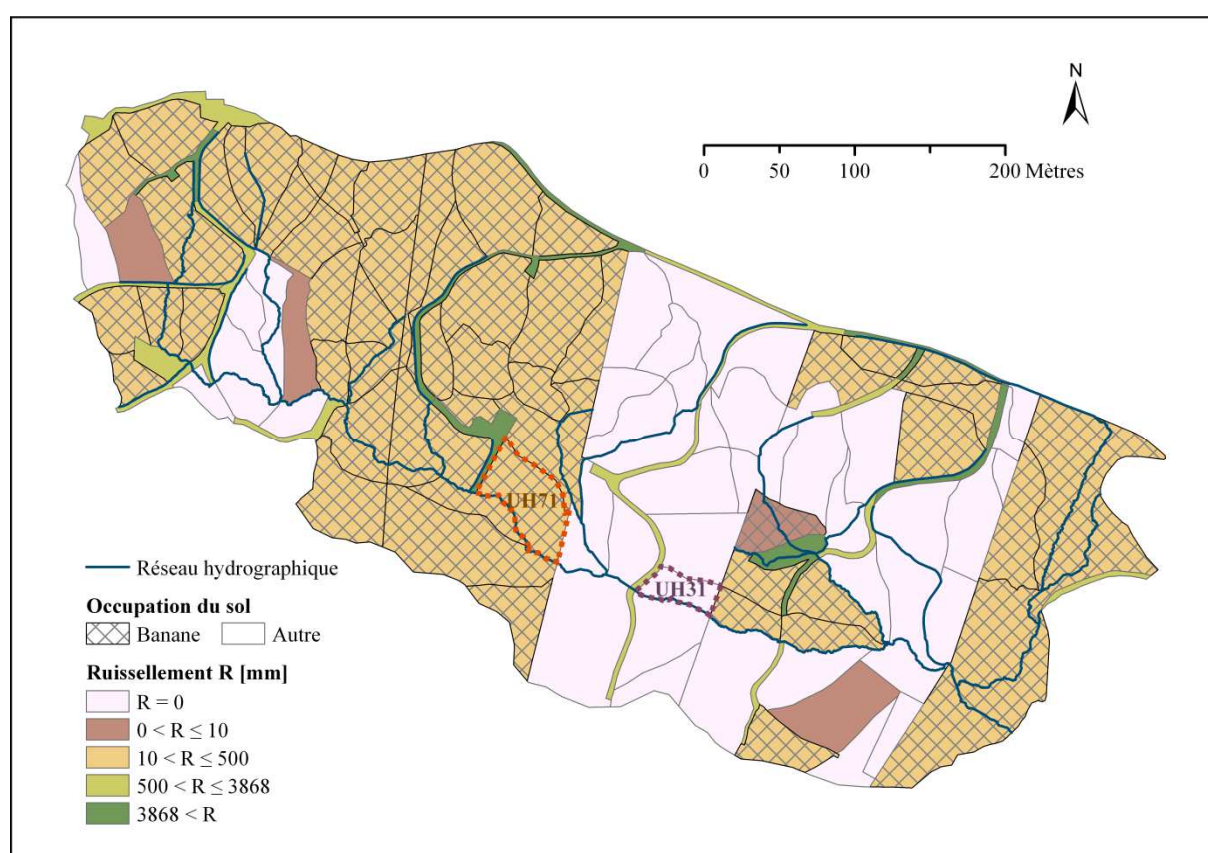 N
0 50 100 200 Mètres
UH71
UH31
Réseau hydrographique
Occupation du sol
Banane Autre
Ruissellement R [mm]
R = 0
0 < R ≤ 10
10 < R ≤ 500
500 < R ≤ 3868
3868 < R